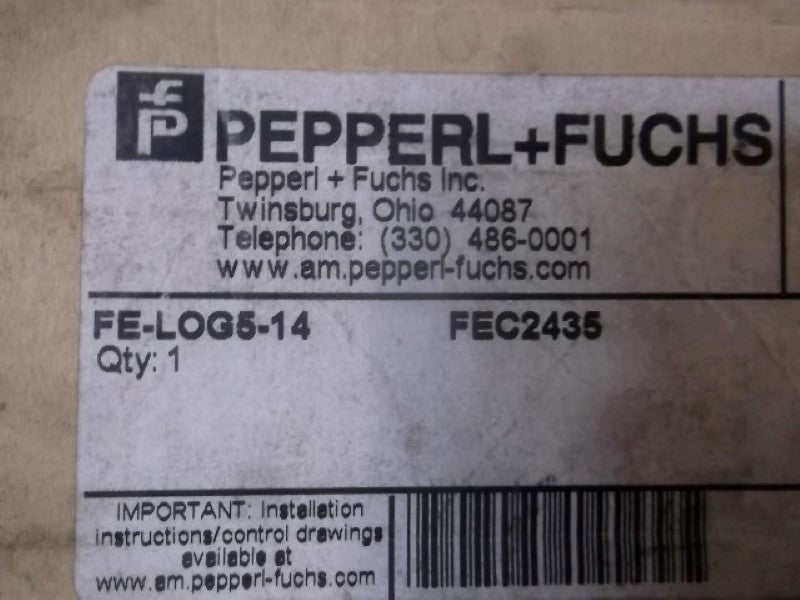 PEPPERL+FUCHS
Pepperl + Fuchs Inc.
Twinsburg, Ohio 44087
Telephone: (330) 486-0001
www.am.pepperl-fuchs.com
FE-LOG5-14 FEC2435
Qty: 1
IMPORTANT: Installation
instructions/control drawings
available at
www.am.pepperl-fuchs.com